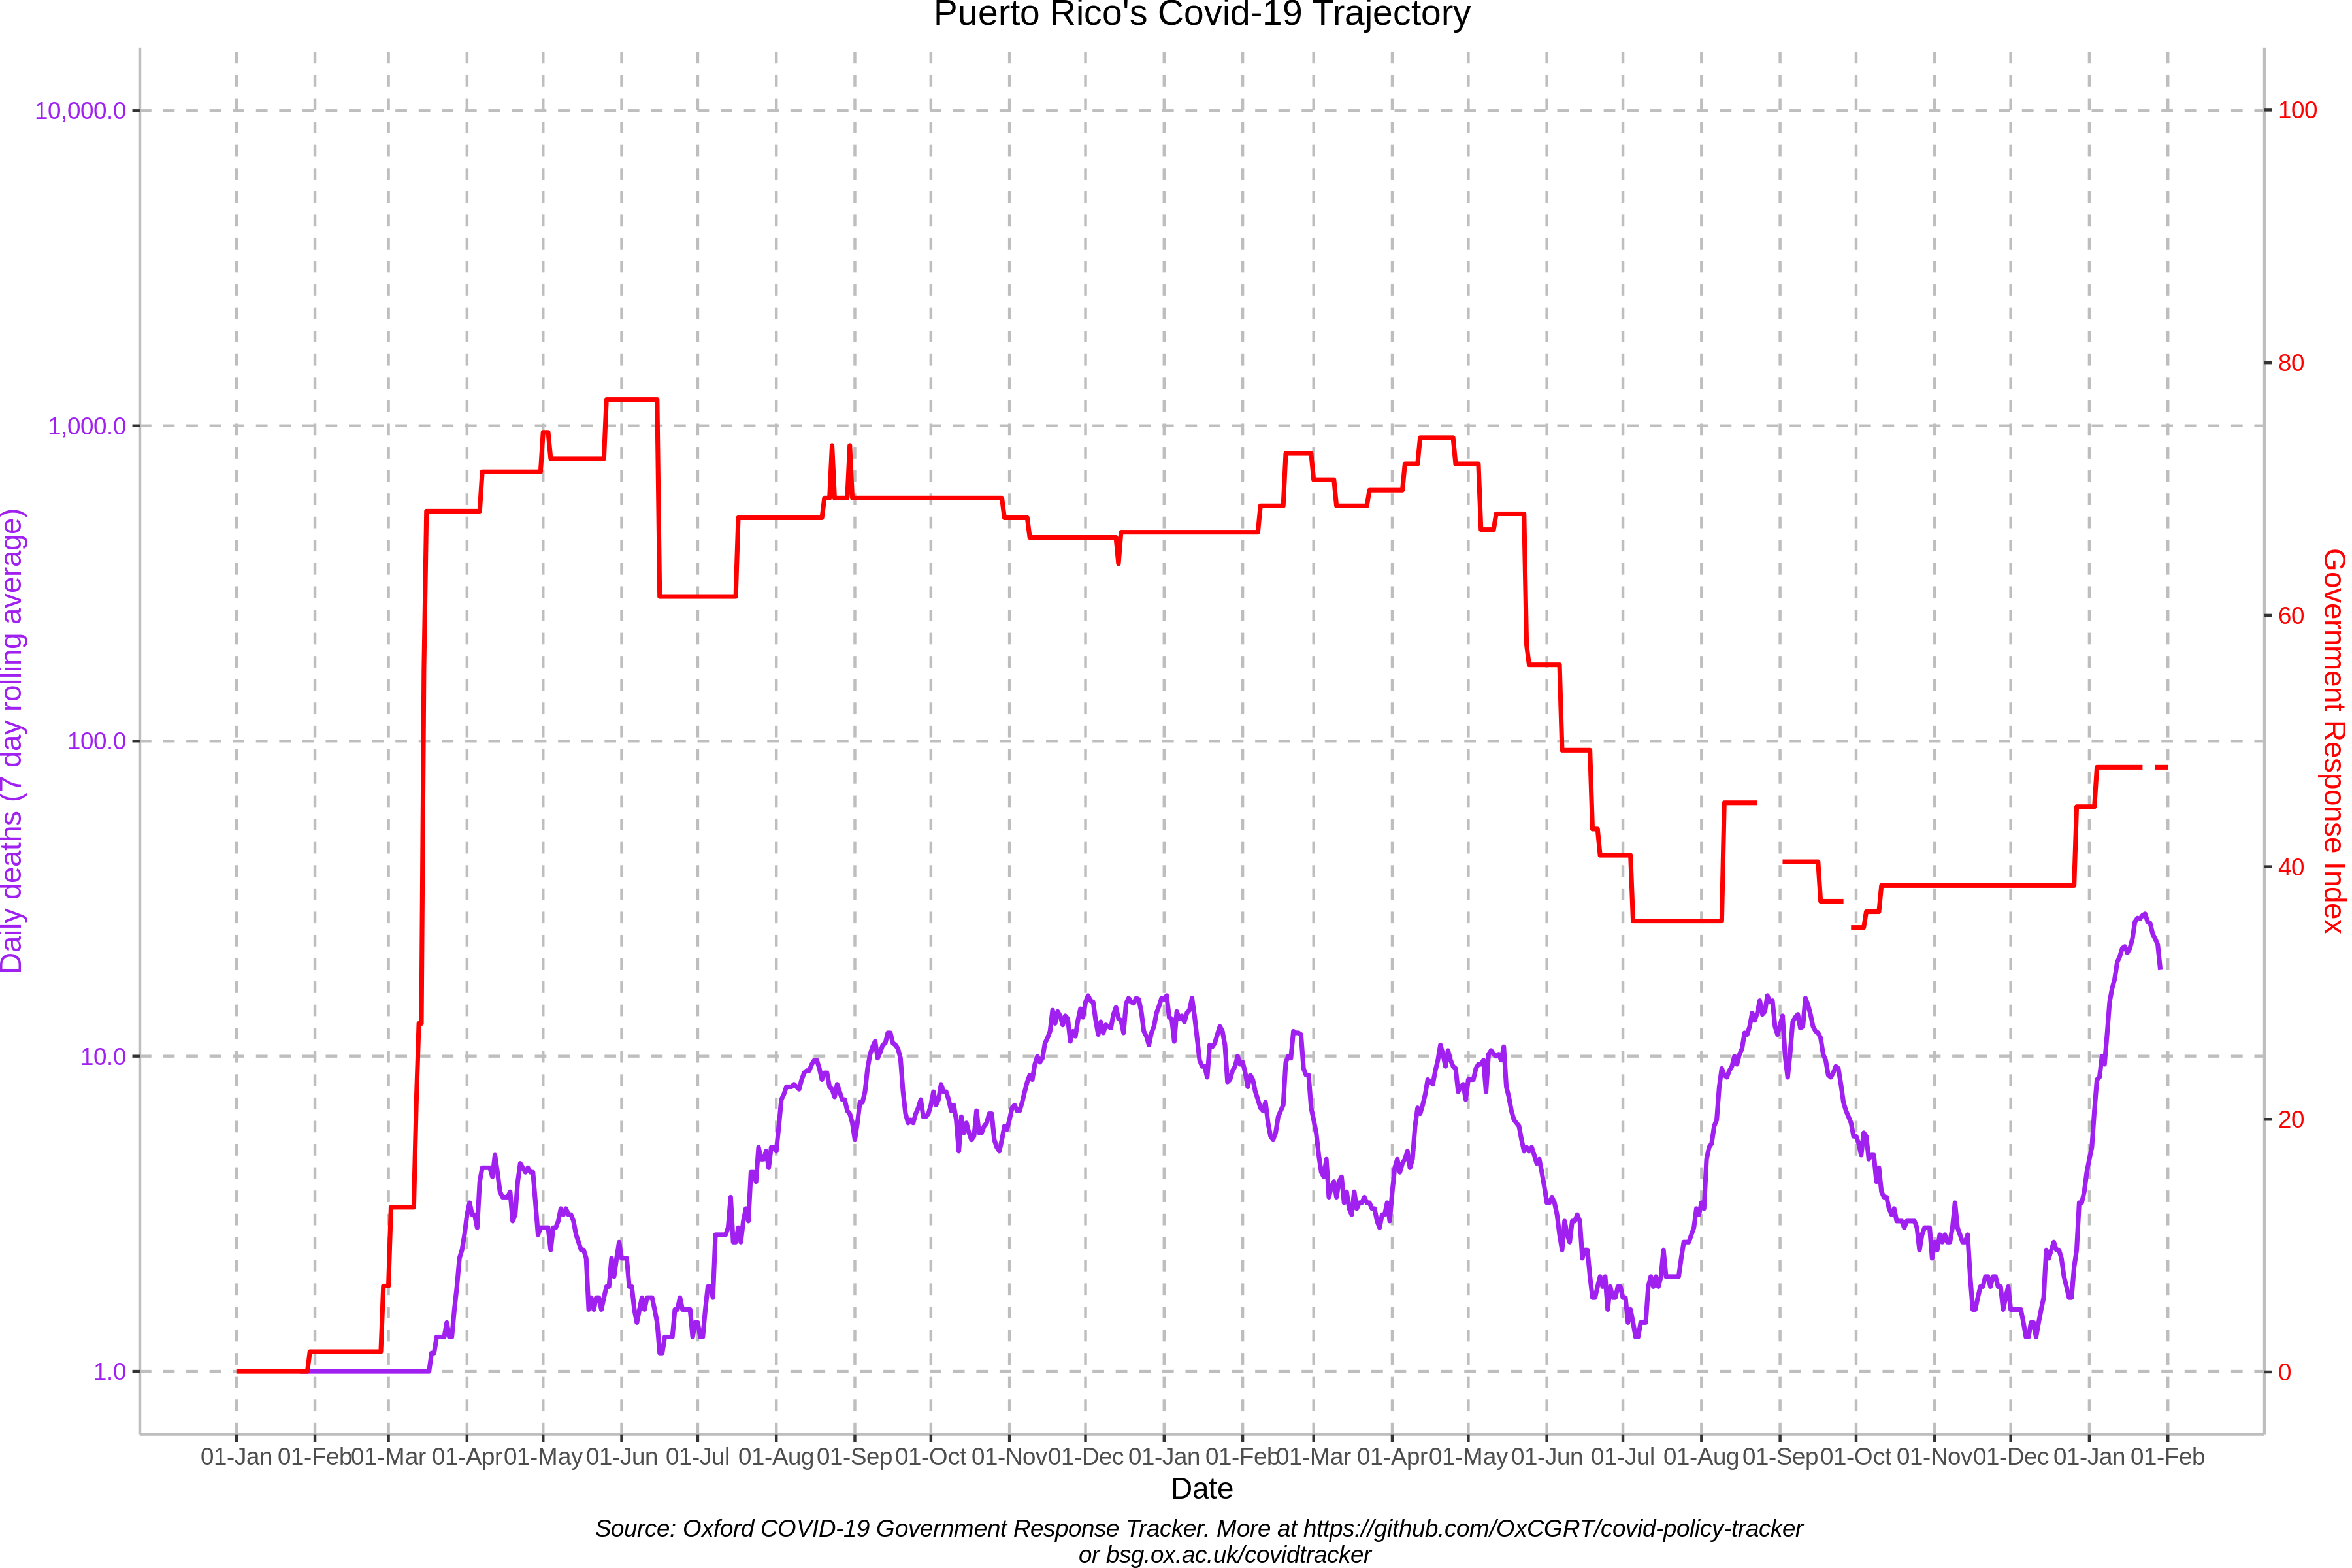 Puerto Rico's Covid-19 Trajectory
10,000.0
1,000.0
100.0
10.0
1.0
Daily deaths (7 day rolling average)
100
80
60
40
20
0
Government Response Index
01-Jan 01-Feb 01-Mar 01-Apr 01-May 01-Jun 01-Jul 01-Aug 01-Sep 01-Oct 01-Nov 01-Dec 01-Jan 01-Feb 01-Mar 01-Apr 01-May 01-Jun 01-Jul 01-Aug 01-Sep 01-Oct 01-Nov 01-Dec 01-Jan 01-Feb
Date
Source: Oxford COVID-19 Government Response Tracker. More at https://github.com/OxCGRT/covid-policy-tracker
or bsg.ox.ac.uk/covidtracker